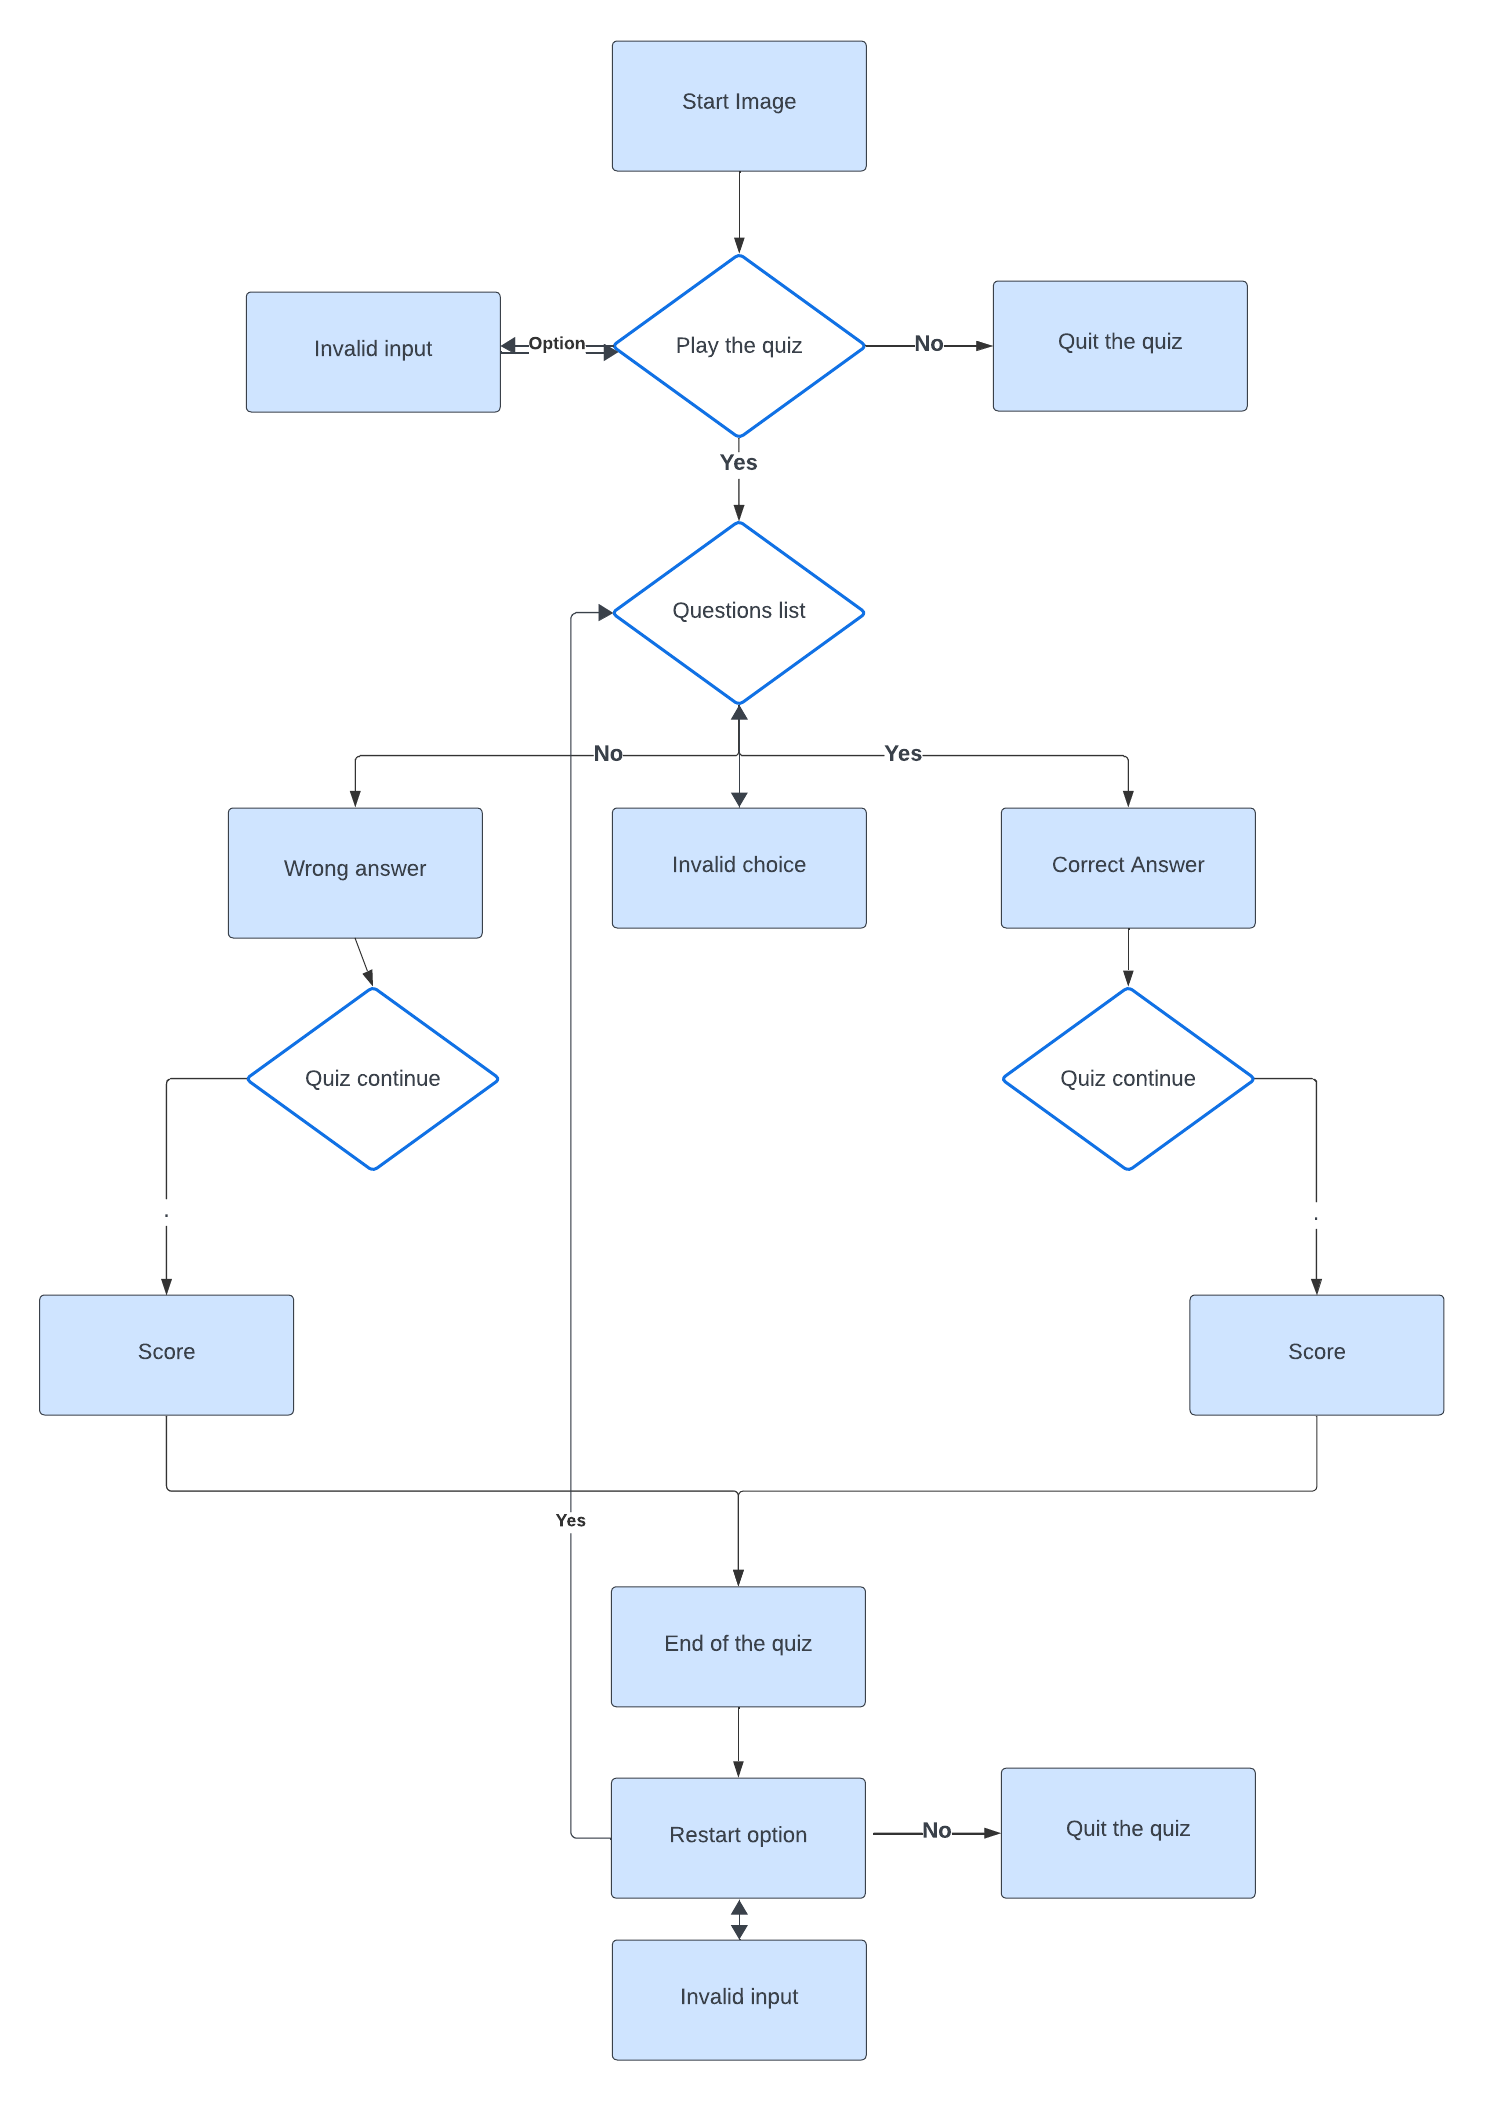 Start Image
Invalid input
Option
Play the quiz
No
Quit the quiz
Yes
Questions list
No
Yes
Wrong answer
Invalid choice
Correct Answer
Quiz continue
Quiz continue
.
.
Score
Score
Yes
End of the quiz
Restart option
No
Quit the quiz
Invalid input